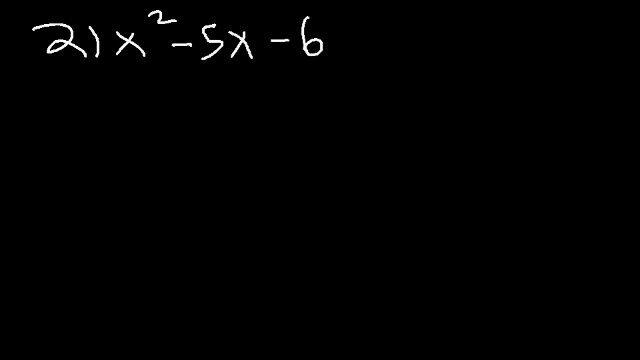 21x² - 5x - 6